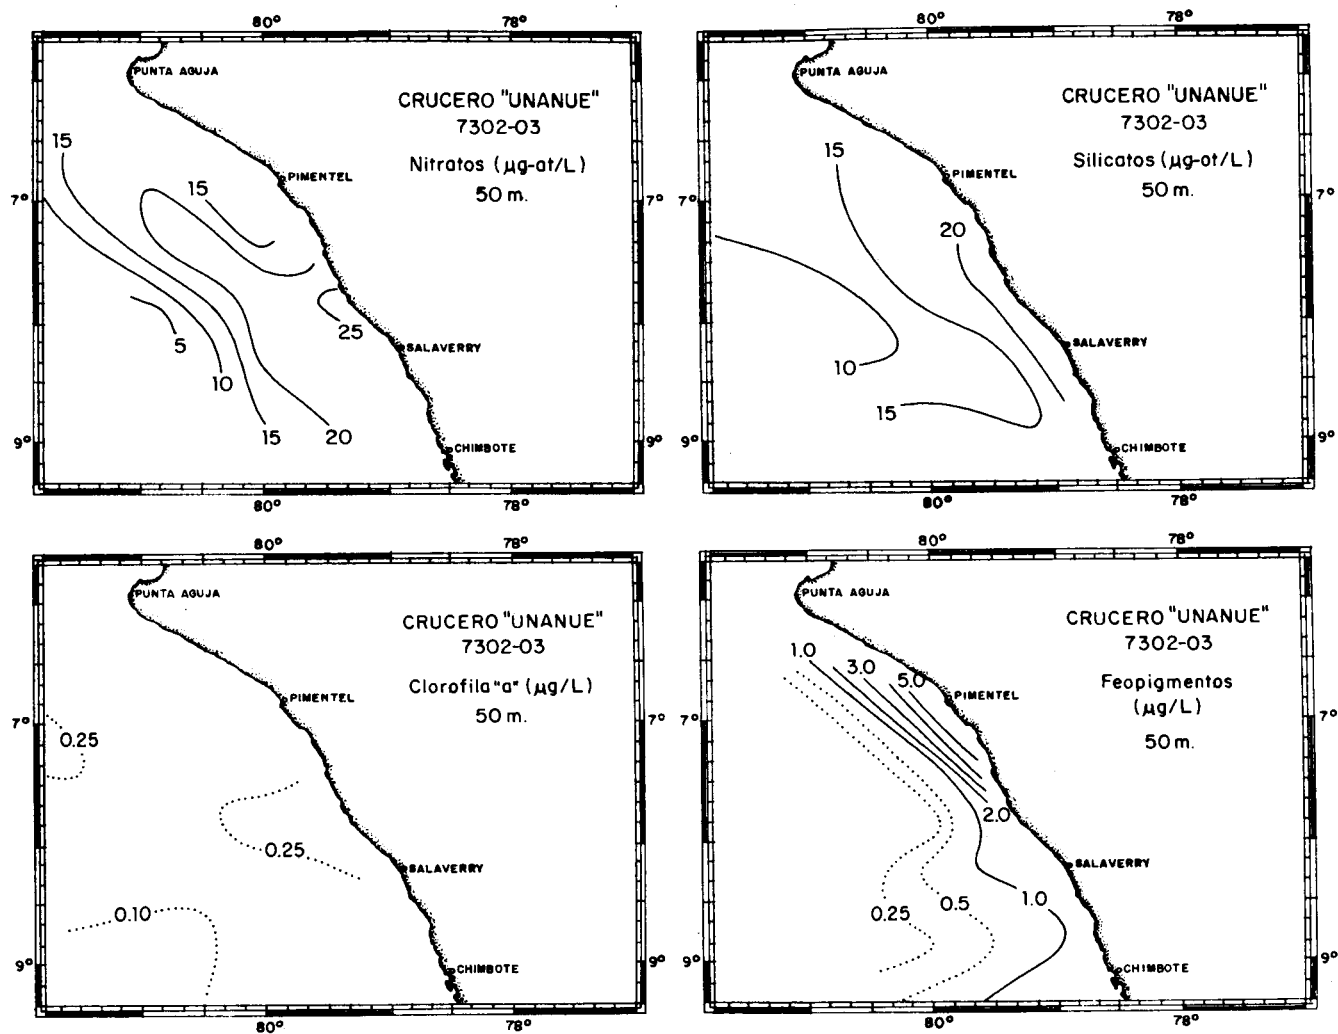 80°
78°
PUNTA AGUJA
CRUCERO "UNANUE"
7302-03
Nitratos (µg-at/L)
50 m.
15
15
PIMENTEL
7°
25
5
SALAVERRY
10
15
20
9°
CHIMBOTE
80°
78°
80°
78°
PUNTA AGUJA
CRUCERO "UNANUE"
7302-03
Silicatos (µg-at/L)
50 m.
15
PIMENTEL
7°
7°
20
SALAVERRY
10
15
9°
9°
CHIMBOTE
80°
78°
80°
78°
PUNTA AGUJA
CRUCERO "UNANUE"
7302-03
Clorofila "a" (µg/L)
50 m.
PIMENTEL
7°
0.25
0.25
SALAVERRY
0.10
9°
CHIMBOTE
80°
78°
80°
78°
PUNTA AGUJA
CRUCERO "UNANUE"
7302-03
Feopigmentos
(µg/L)
50 m.
1.0
3.0
5.0
PIMENTEL
7°
7°
2.0
SALAVERRY
1.0
0.5
0.25
9°
9°
CHIMBOTE
80°
78°